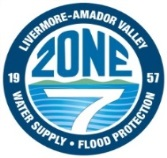 LIVERMORE-AMADOR VALLEY
ZONE
7
19 57
WATER SUPPLY • FLOOD PROTECTION